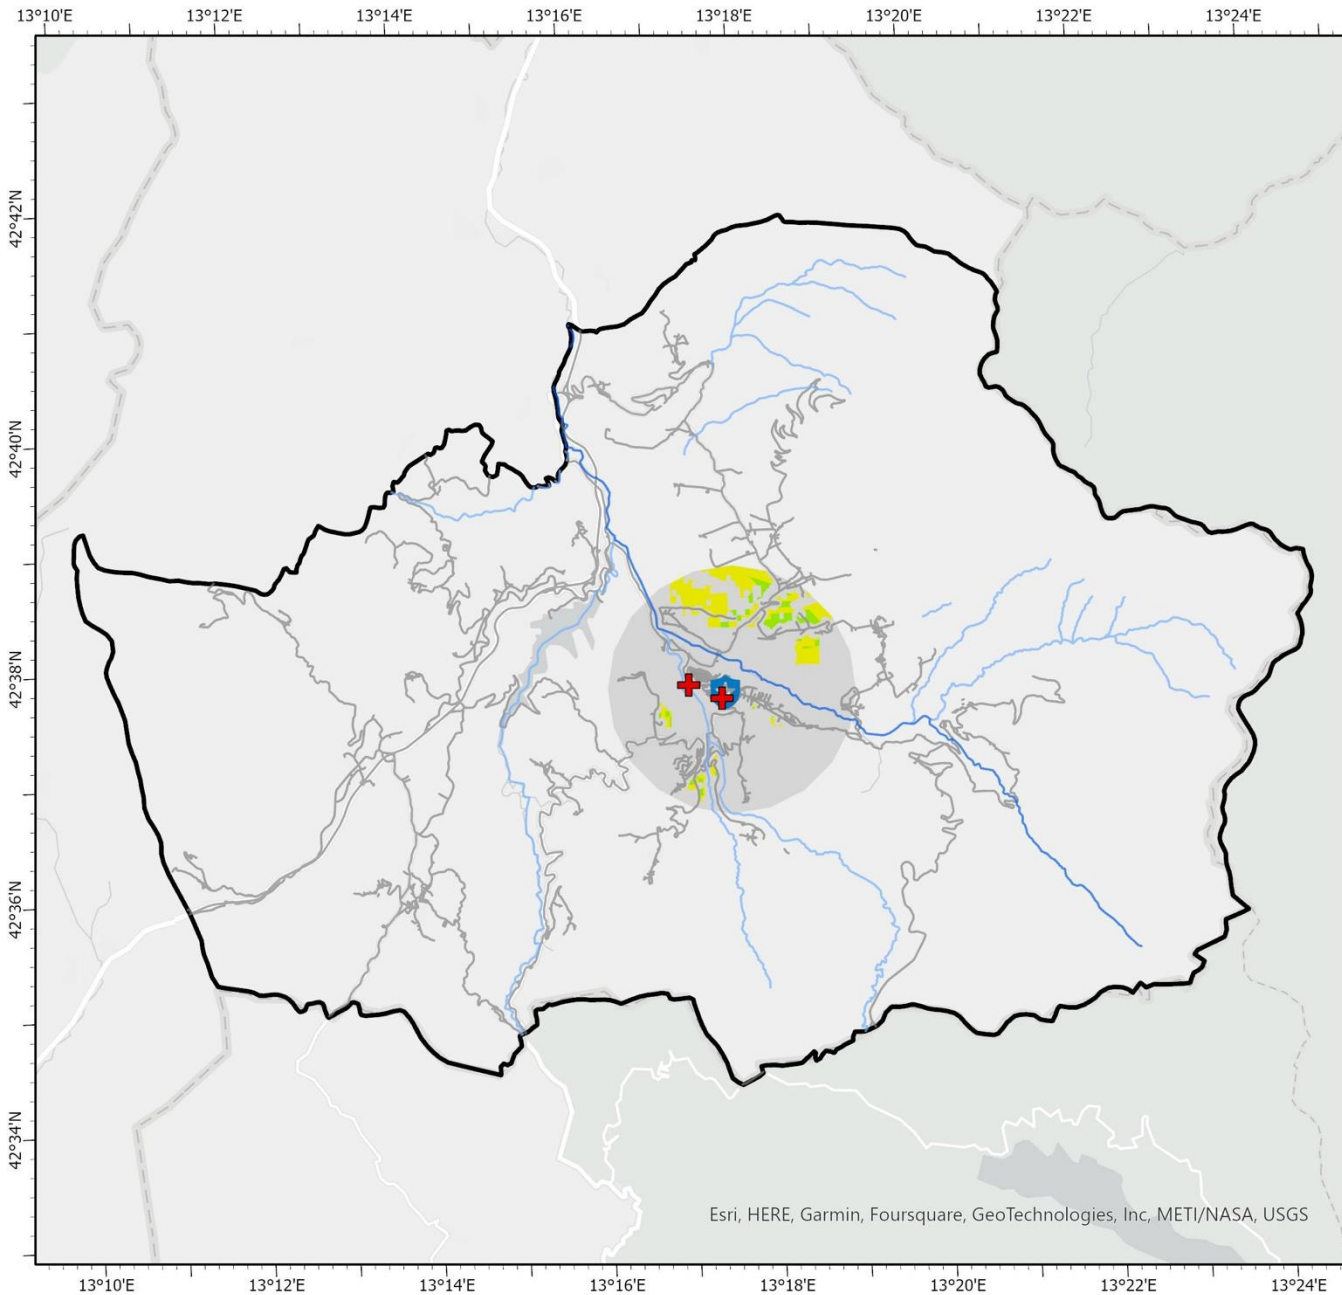 13°10'E 13°12'E 13°14'E 13°16'E 13°18'E 13°20'E 13°22'E 13°24'E
42°42'N
42°40'N
42°38'N
42°36'N
42°34'N
Esri, HERE, Garmin, Foursquare, GeoTechnologies, Inc, METI/NASA, USGS
13°10'E 13°12'E 13°14'E 13°16'E 13°18'E 13°20'E 13°22'E 13°24'E